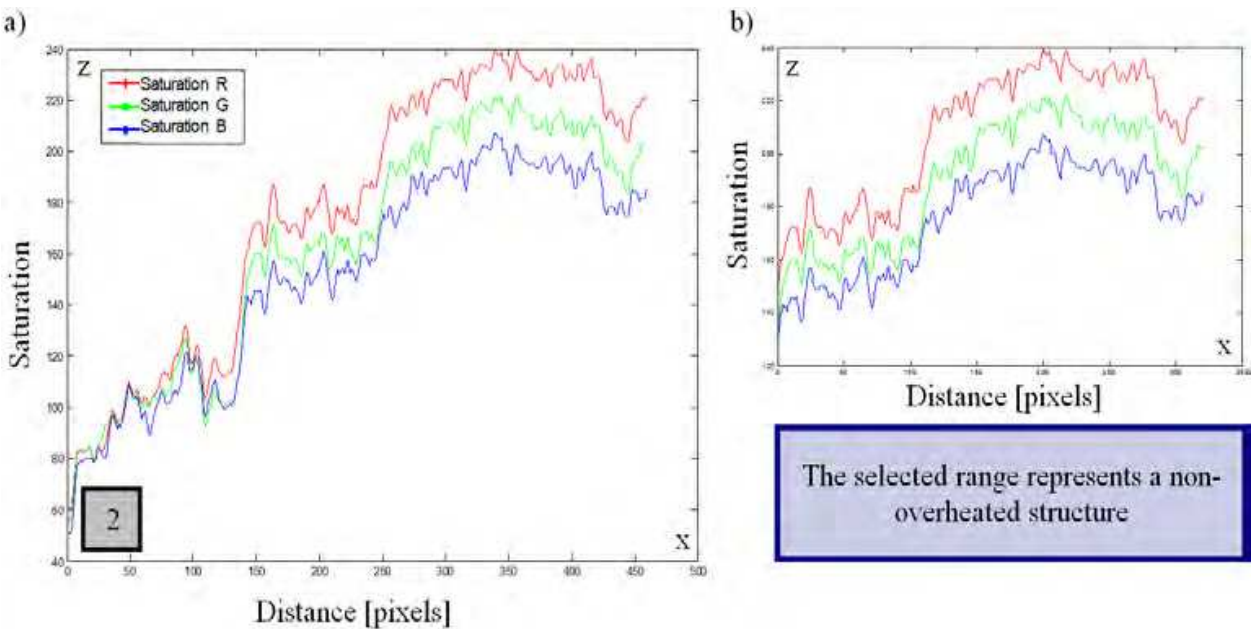 a)
Z
Saturation R
Saturation G
Saturation B
240
220
200
180
160
140
120
100
80
60
40
Saturation
2
X
0 50 100 150 200 250 300 350 400 450 500
Distance [pixels]
b)
Z
Saturation
X
Distance [pixels]
The selected range represents a non-
overheated structure